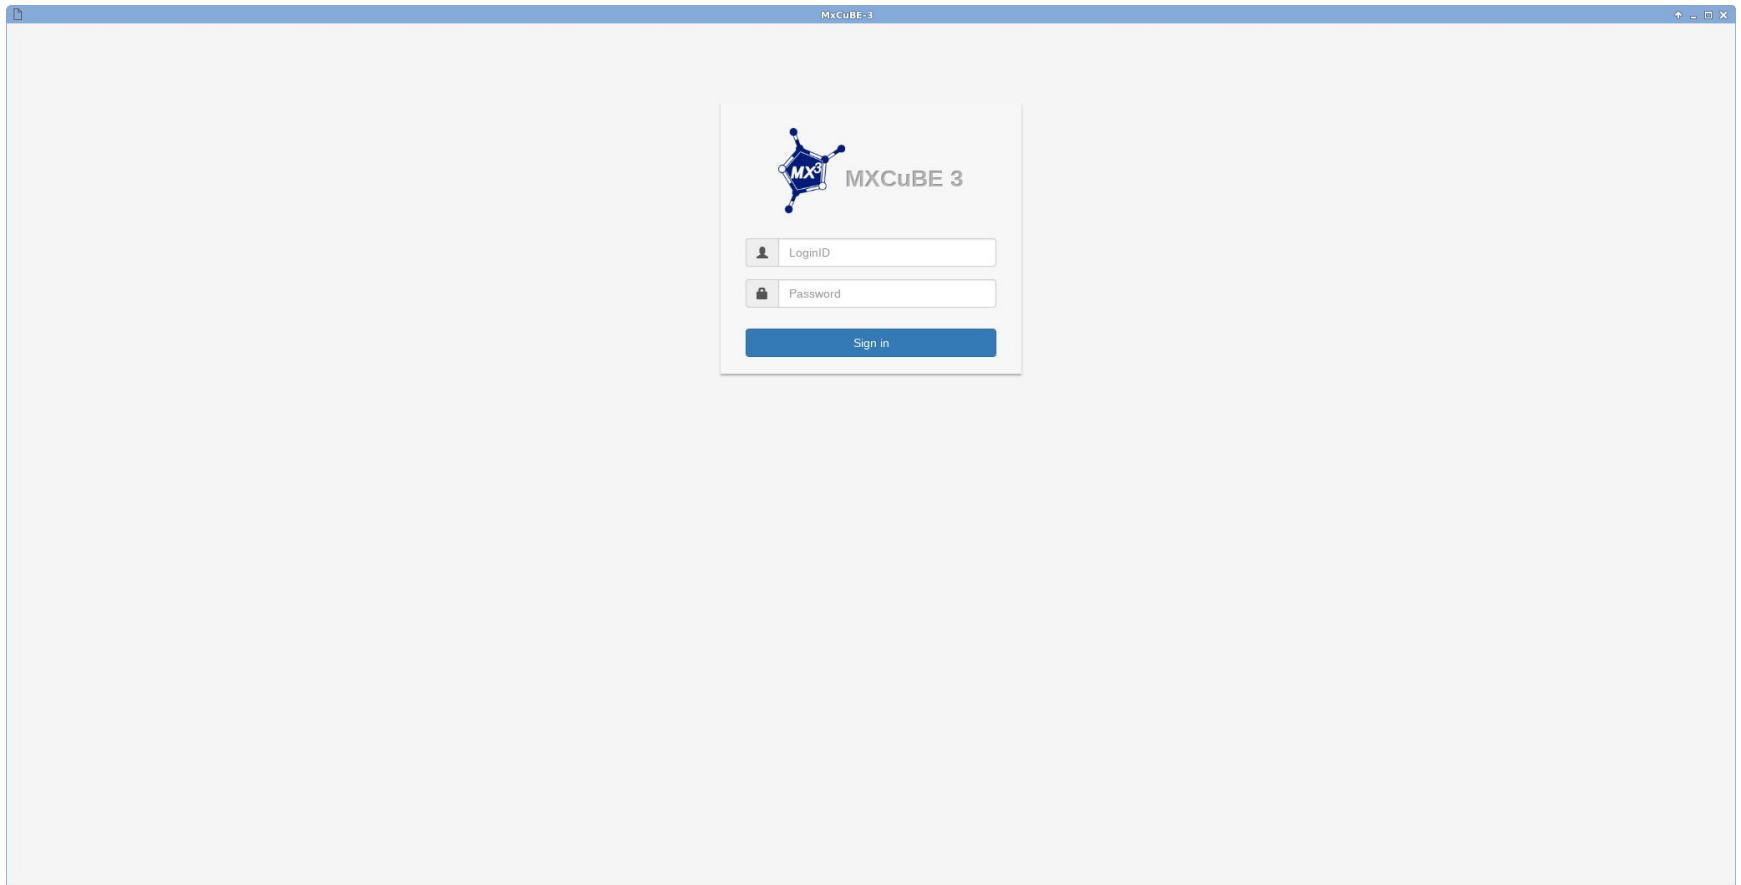 MxCuBE-3
MX3
MXCuBE 3
LoginID
Password
Sign in